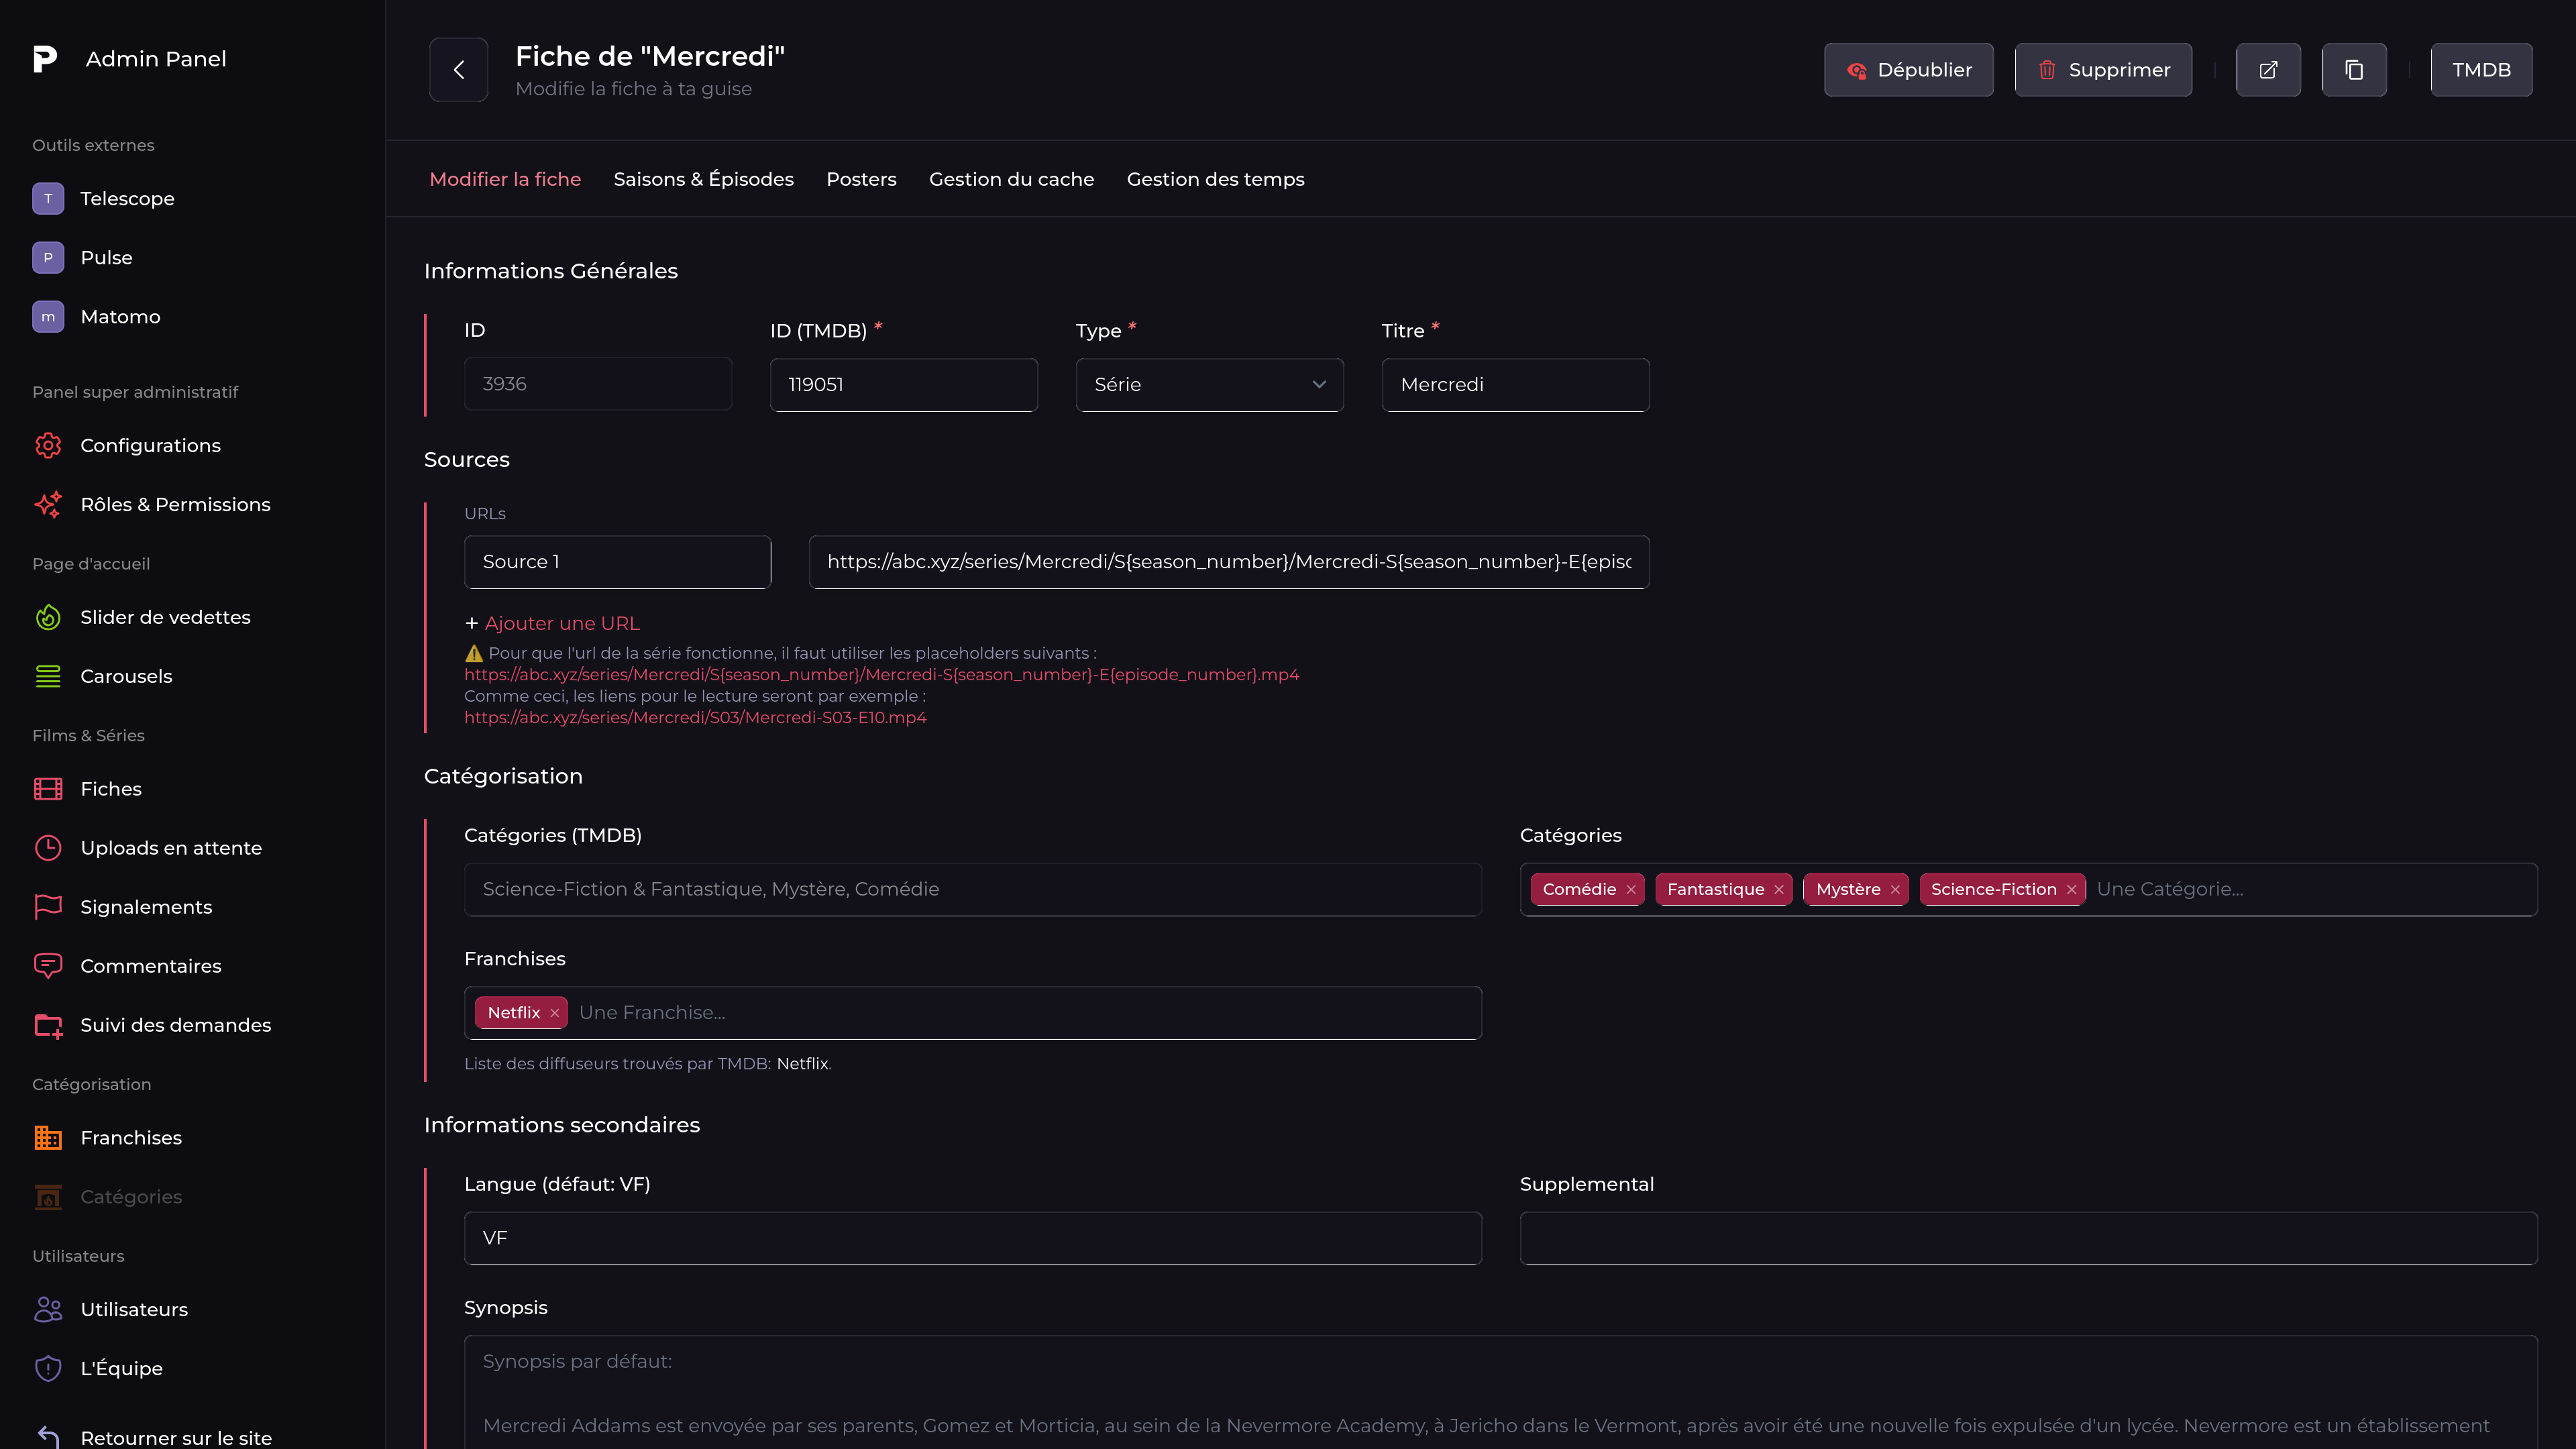 Admin Panel
Outils externes
T Telescope
P Pulse
m Matomo
Panel super administratif
Configurations
Rôles & Permissions
Page d'accueil
Slider de vedettes
Carousels
Films & Séries
Fiches
Uploads en attente
Signalements
Commentaires
Suivi des demandes
Catégorisation
Franchises
Catégories
Utilisateurs
Utilisateurs
L'Équipe
Retourner sur le site
Fiche de "Mercredi"
Modifie la fiche à ta guise
Dépublier
Supprimer
TMDB
Modifier la fiche
Saisons & Épisodes
Posters
Gestion du cache
Gestion des temps
Informations Générales
ID
ID (TMDB) *
Type *
Titre *
3936
119051
Série
Mercredi
Sources
URLs
Source 1
https://abc.xyz/series/Mercredi/S{season_number}/Mercredi-S{season_number}-E{episo
+ Ajouter une URL
⚠️ Pour que l'url de la série fonctionne, il faut utiliser les placeholders suivants :
https://abc.xyz/series/Mercredi/S{season_number}/Mercredi-S{season_number}-E{episode_number}.mp4
Comme ceci, les liens pour le lecture seront par exemple :
https://abc.xyz/series/Mercredi/S03/Mercredi-S03-E10.mp4
Catégorisation
Catégories (TMDB)
Science-Fiction & Fantastique, Mystère, Comédie
Catégories
Comédie × Fantastique × Mystère × Science-Fiction × Une Catégorie...
Franchises
Netflix × Une Franchise...
Liste des diffuseurs trouvés par TMDB: Netflix.
Informations secondaires
Langue (défaut: VF)
VF
Supplemental
Synopsis
Synopsis par défaut:
Mercredi Addams est envoyée par ses parents, Gomez et Morticia, au sein de la Nevermore Academy, à Jericho dans le Vermont, après avoir été une nouvelle fois expulsée d'un lycée. Nevermore est un établissement